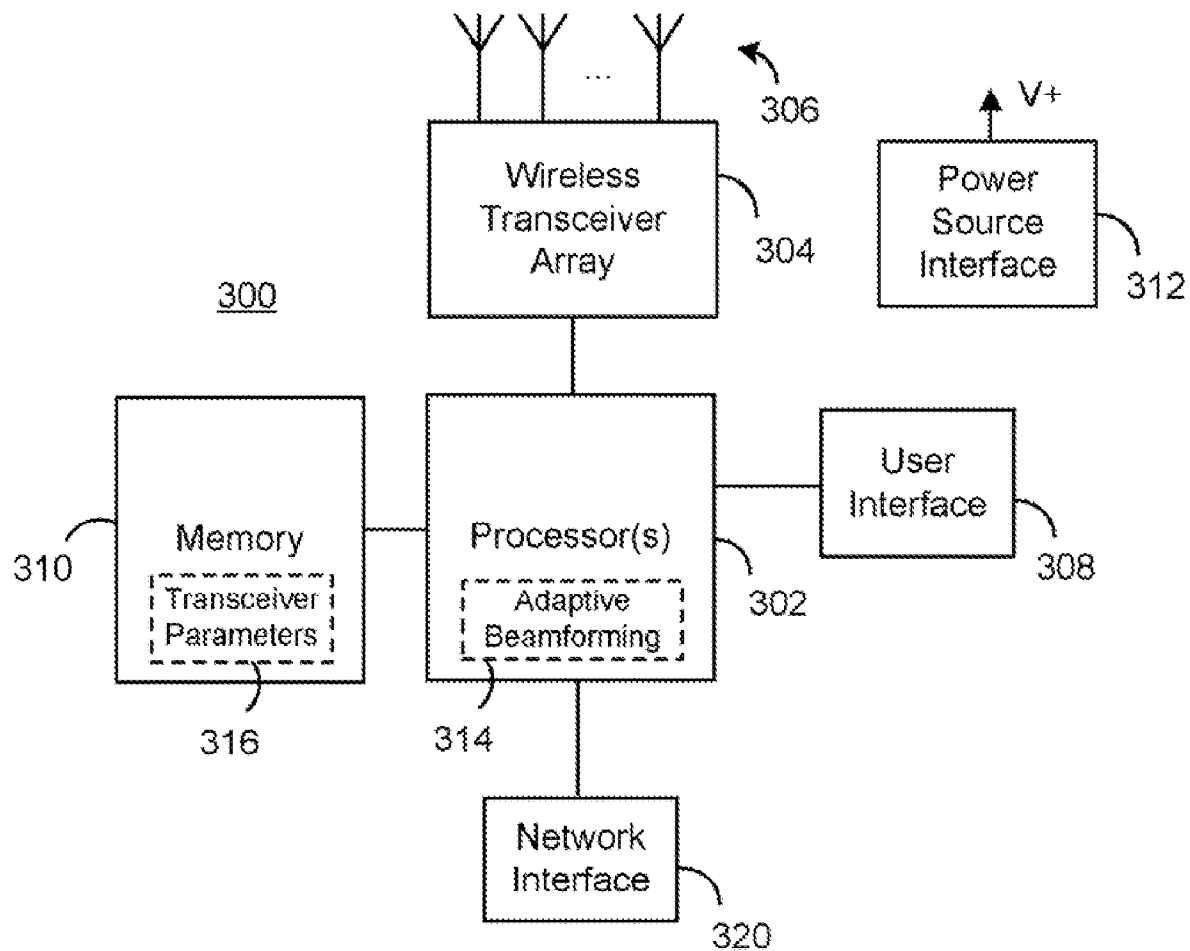 ...
306
V+
Wireless
Transceiver
Array
304
Power
Source
Interface
312
300
310
Memory
Transceiver
Parameters
316
Processor(s)
Adaptive
Beamforming
302
314
User
Interface
308
Network
Interface
320